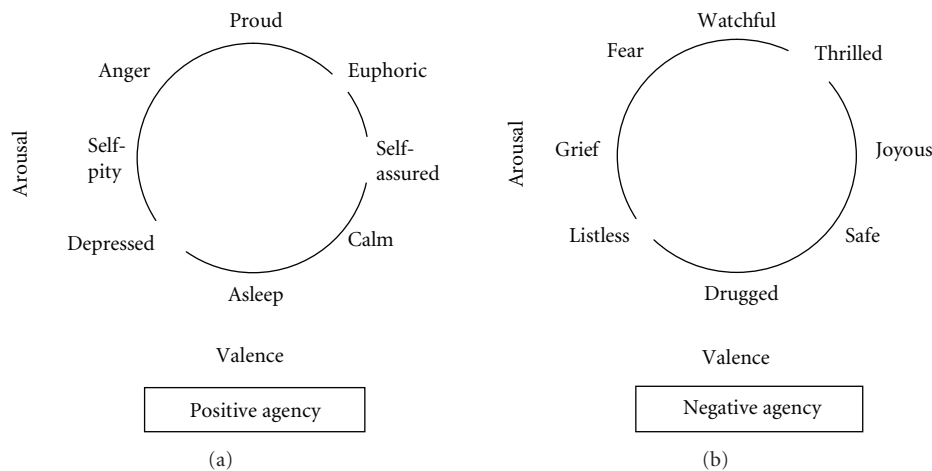 Proud
Anger
Euphoric
Arousal
Self-
pity
Self-
assured
Depressed
Calm
Asleep
Valence
Positive agency
(a)
Watchful
Fear
Thrilled
Arousal
Grief
Joyous
Listless
Safe
Drugged
Valence
Negative agency
(b)